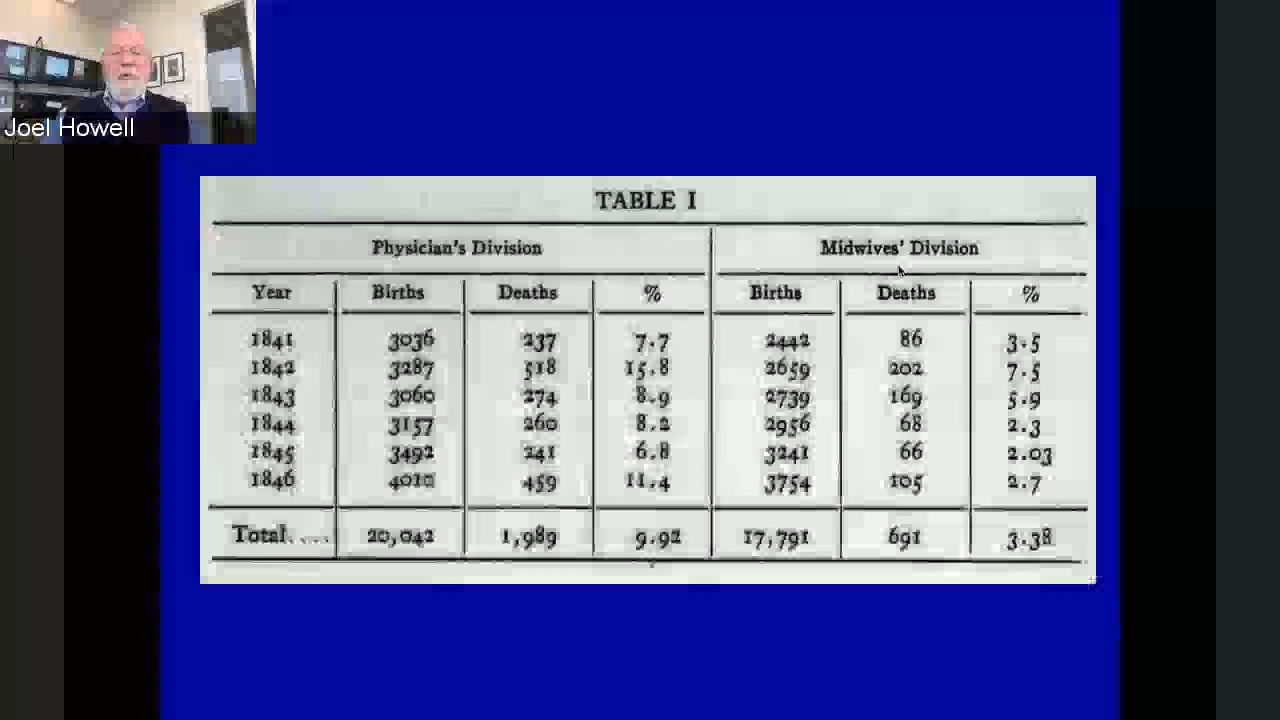 Joel Howell
TABLE I
Physician's Division Midwives' Division
Year Births Deaths % Births Deaths %
1841 3036 237 7.7 2442 86 3.5
1842 3287 518 15.8 2659 202 7.5
1843 3060 274 8.9 2739 169 5.9
1844 3157 260 8.2 2956 68 2.3
1845 3492 241 6.8 3241 66 2.03
1846 4010 459 11.4 3754 105 2.7
Total.... 20,042 1,989 9.92 17,791 691 3.38